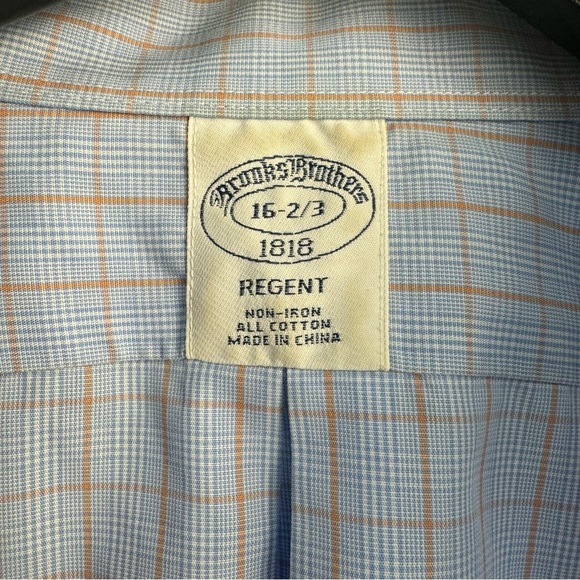 Brooks Brothers
16-2/3
1818
REGENT
NON-IRON
ALL COTTON
MADE IN CHINA